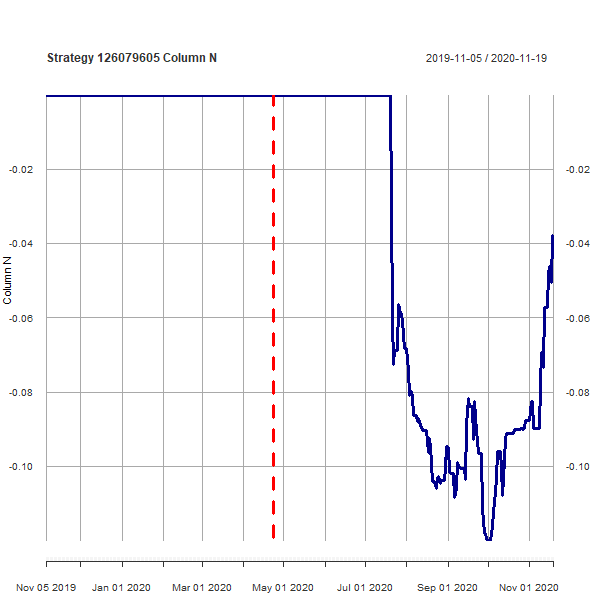 Strategy 126079605 Column N
2019-11-05 / 2020-11-19
-0.02
-0.02
-0.04
-0.04
Column N
-0.06
-0.06
-0.08
-0.08
-0.10
-0.10
Nov 05 2019
Jan 01 2020
Mar 01 2020
May 01 2020
Jul 01 2020
Sep 01 2020
Nov 01 2020